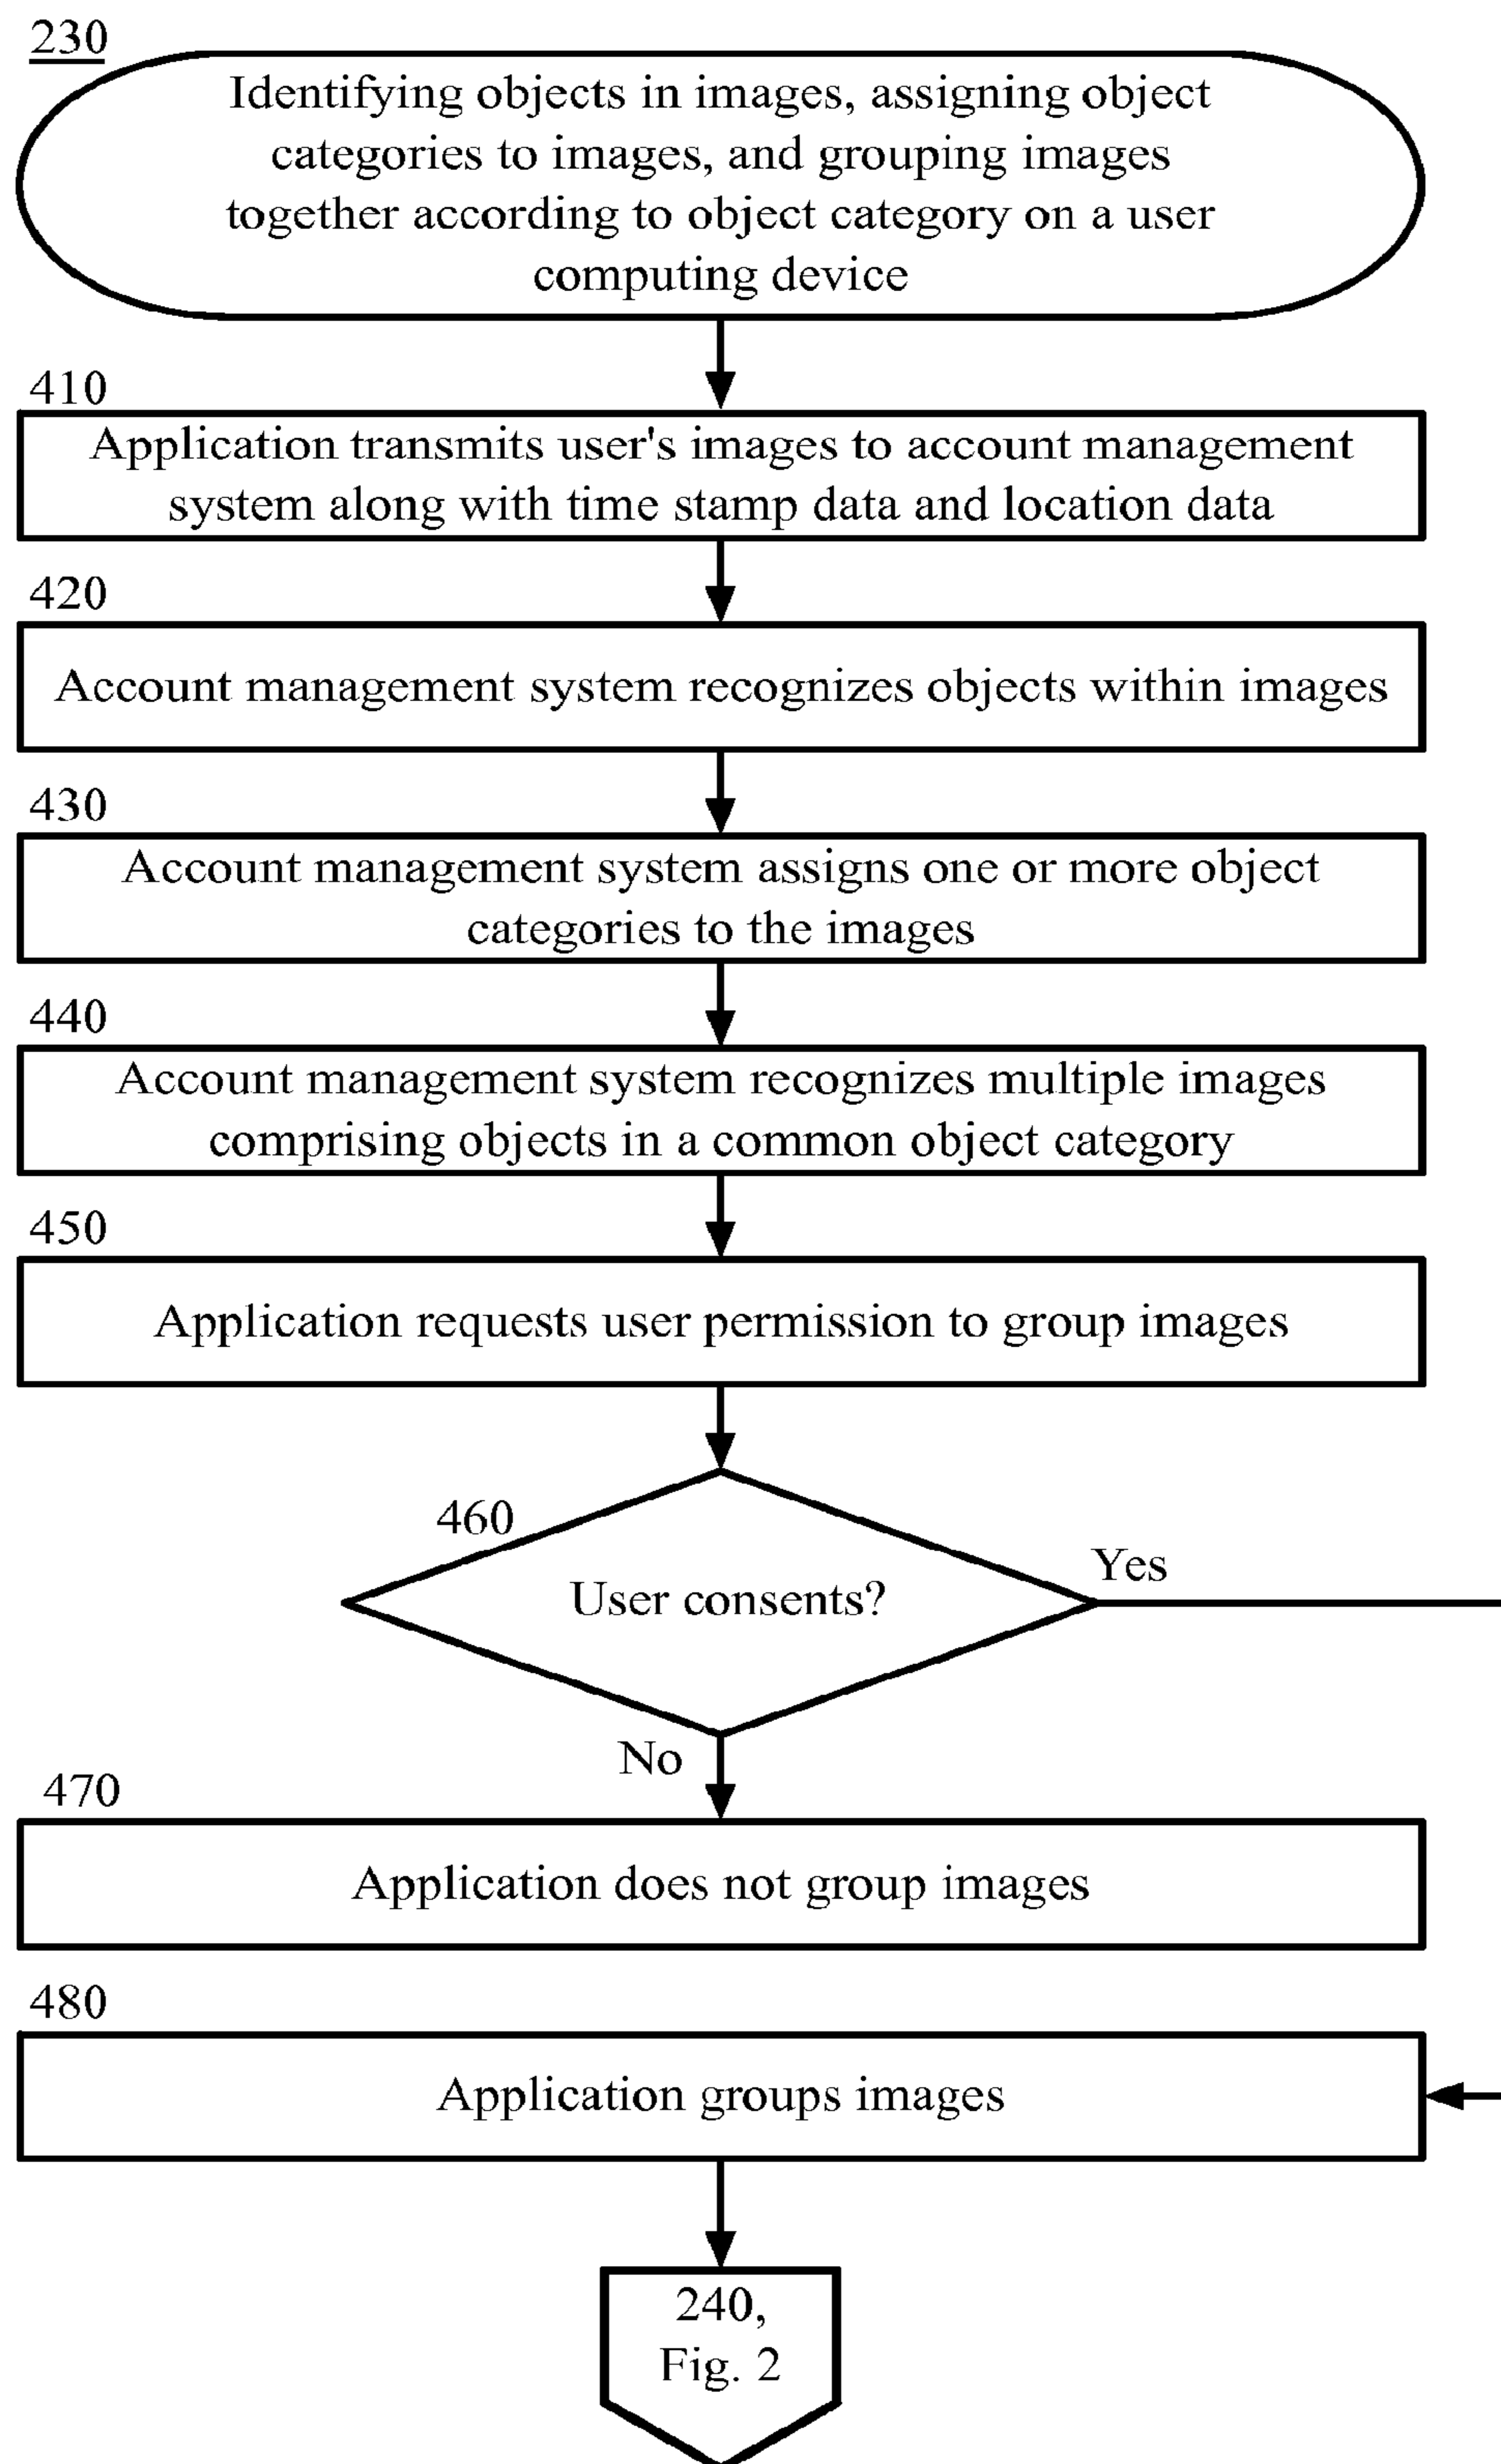 230
Identifying objects in images, assigning object
categories to images, and grouping images
together according to object category on a user
computing device
410
Application transmits user's images to account management
system along with time stamp data and location data
420
Account management system recognizes objects within images
430
Account management system assigns one or more object
categories to the images
440
Account management system recognizes multiple images
comprising objects in a common object category
450
Application requests user permission to group images
460
User consents?
Yes
No
470
Application does not group images
480
Application groups images
240,
Fig. 2